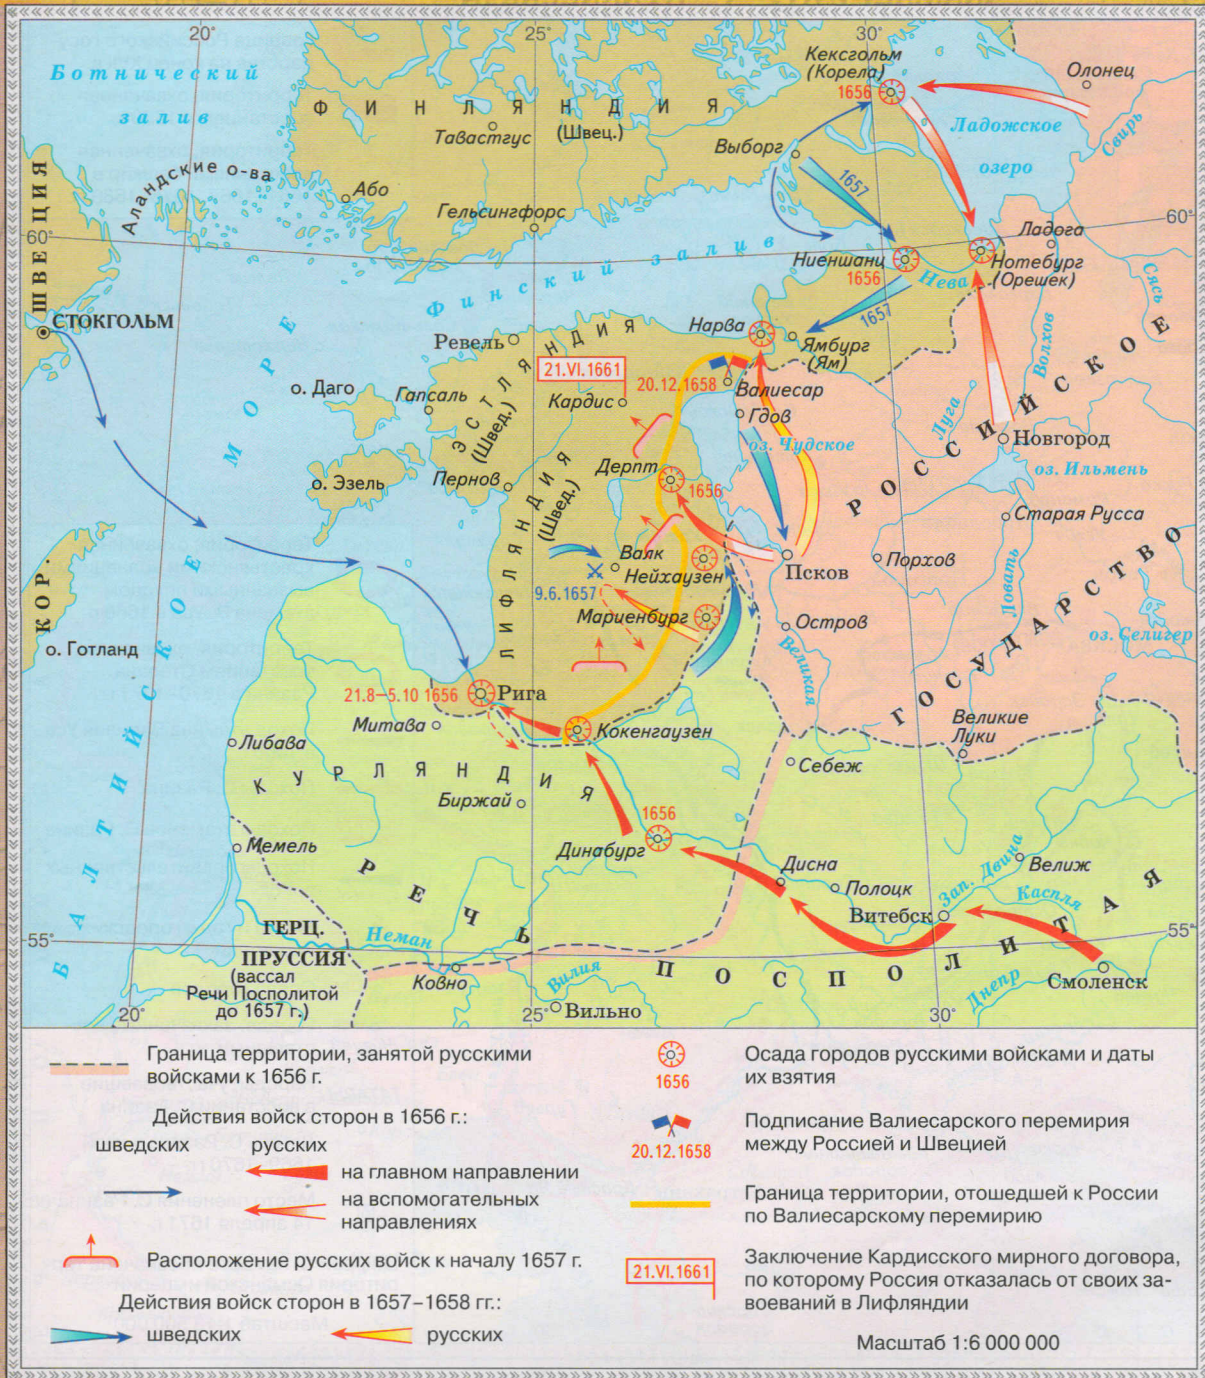 20°
25°
30°
Ботнический
залив
ФИНЛЯНДИЯ
(Швец.)
Тавастгус
Кексгольм
(Корела)
1656
Олонец
Ладожское
озеро
Свирь
Выборг
1657
ШВЕЦИЯ
Аландские о-ва
Або
Гельсингфорс
60°
60°
Финский залив
Ниеншанц
1656
Нева
1657
Ладога
Нотебург
(Орешек)
Сясь
Волхов
СТОКГОЛЬМ
Ревель
Нарва
Ямбург
(Ям)
21.VI.1661
20.12.1658
Валиесар
о. Даго
Гапсаль
ЭСТЛЯНДИЯ
(Швед.)
Кардис
Гдов
оз. Чудское
Луга
Новгород
оз. Ильмень
РОССИЙСКОЕ
ГОСУДАРСТВО
о. Эзель
Пернов
Дерпт
1656
ЛИФЛЯНДИЯ
(Швед.)
Старая Русса
Валк
Нейхаузен
Псков
Порхов
Ловать
9.6.1657
Мариенбург
Остров
оз. Селигер
КОР.
о. Готланд
БАЛТИЙСКОЕ МОРЕ
Великая
21.8–5.10 1656
Рига
Митава
Кокенгаузен
Великие
Луки
Либава
Себеж
КУРЛЯНДИЯ
Биржай
1656
Динабург
Мемель
Дисна
Полоцк
Зап. Двина
Велиж
Витебск
Каспля
РЕЧЬ ПОСПОЛИТАЯ
ГЕРЦ.
ПРУССИЯ
(вассал
Речи Посполитой
до 1657 г.)
Неман
55°
55°
Ковно
Вилия
Вильно
Смоленск
Днепр
20°
25°
30°
Граница территории, занятой русскими
войсками к 1656 г.
Действия войск сторон в 1656 г.:
шведских русских
на главном направлении
на вспомогательных
направлениях
Расположение русских войск к началу 1657 г.
Действия войск сторон в 1657–1658 гг.:
шведских русских
1656
Осада городов русскими войсками и даты
их взятия
20.12.1658
Подписание Валиесарского перемирия
между Россией и Швецией
Граница территории, отошедшей к России
по Валиесарскому перемирию
21.VI.1661
Заключение Кардисского мирного договора,
по которому Россия отказалась от своих за-
воеваний в Лифляндии
Масштаб 1:6 000 000